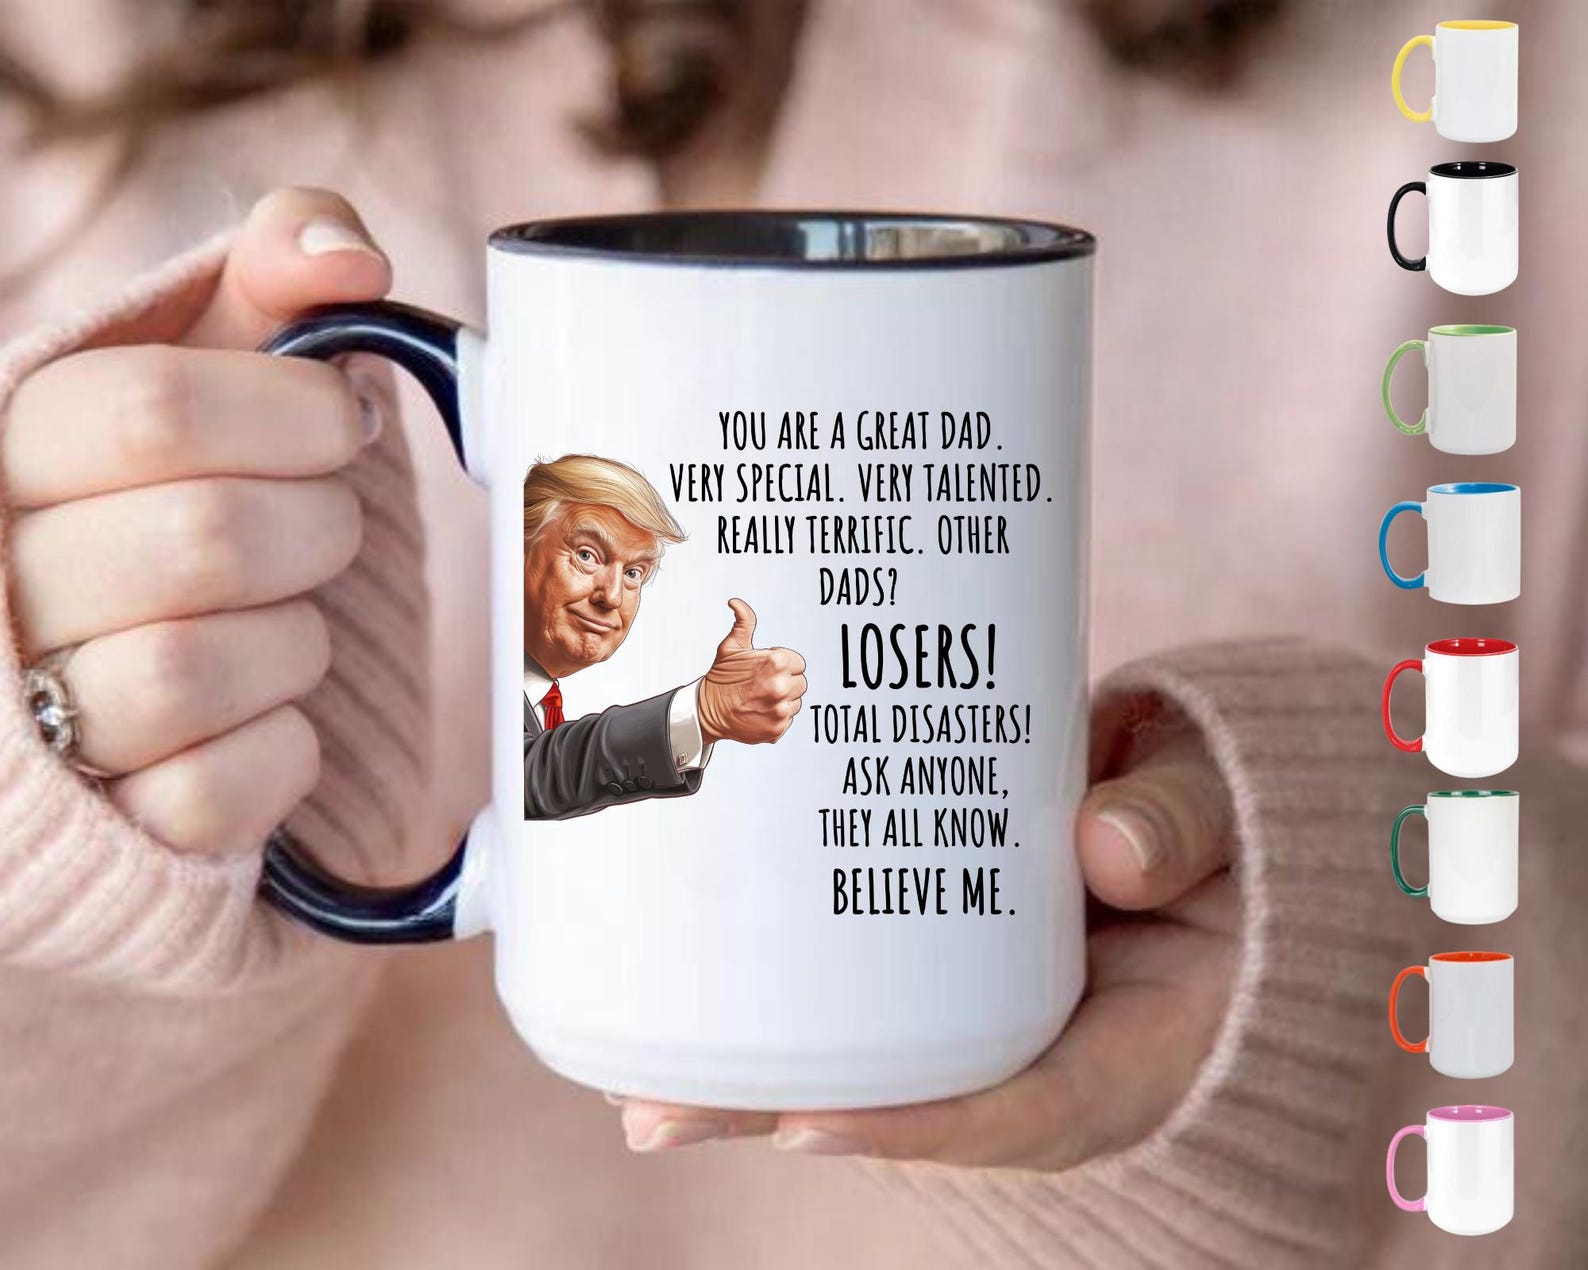 YOU ARE A GREAT DAD.
VERY SPECIAL. VERY TALENTED.
REALLY TERRIFIC. OTHER
DADS?
LOSERS!
TOTAL DISASTERS!
ASK ANYONE,
THEY ALL KNOW.
BELIEVE ME.